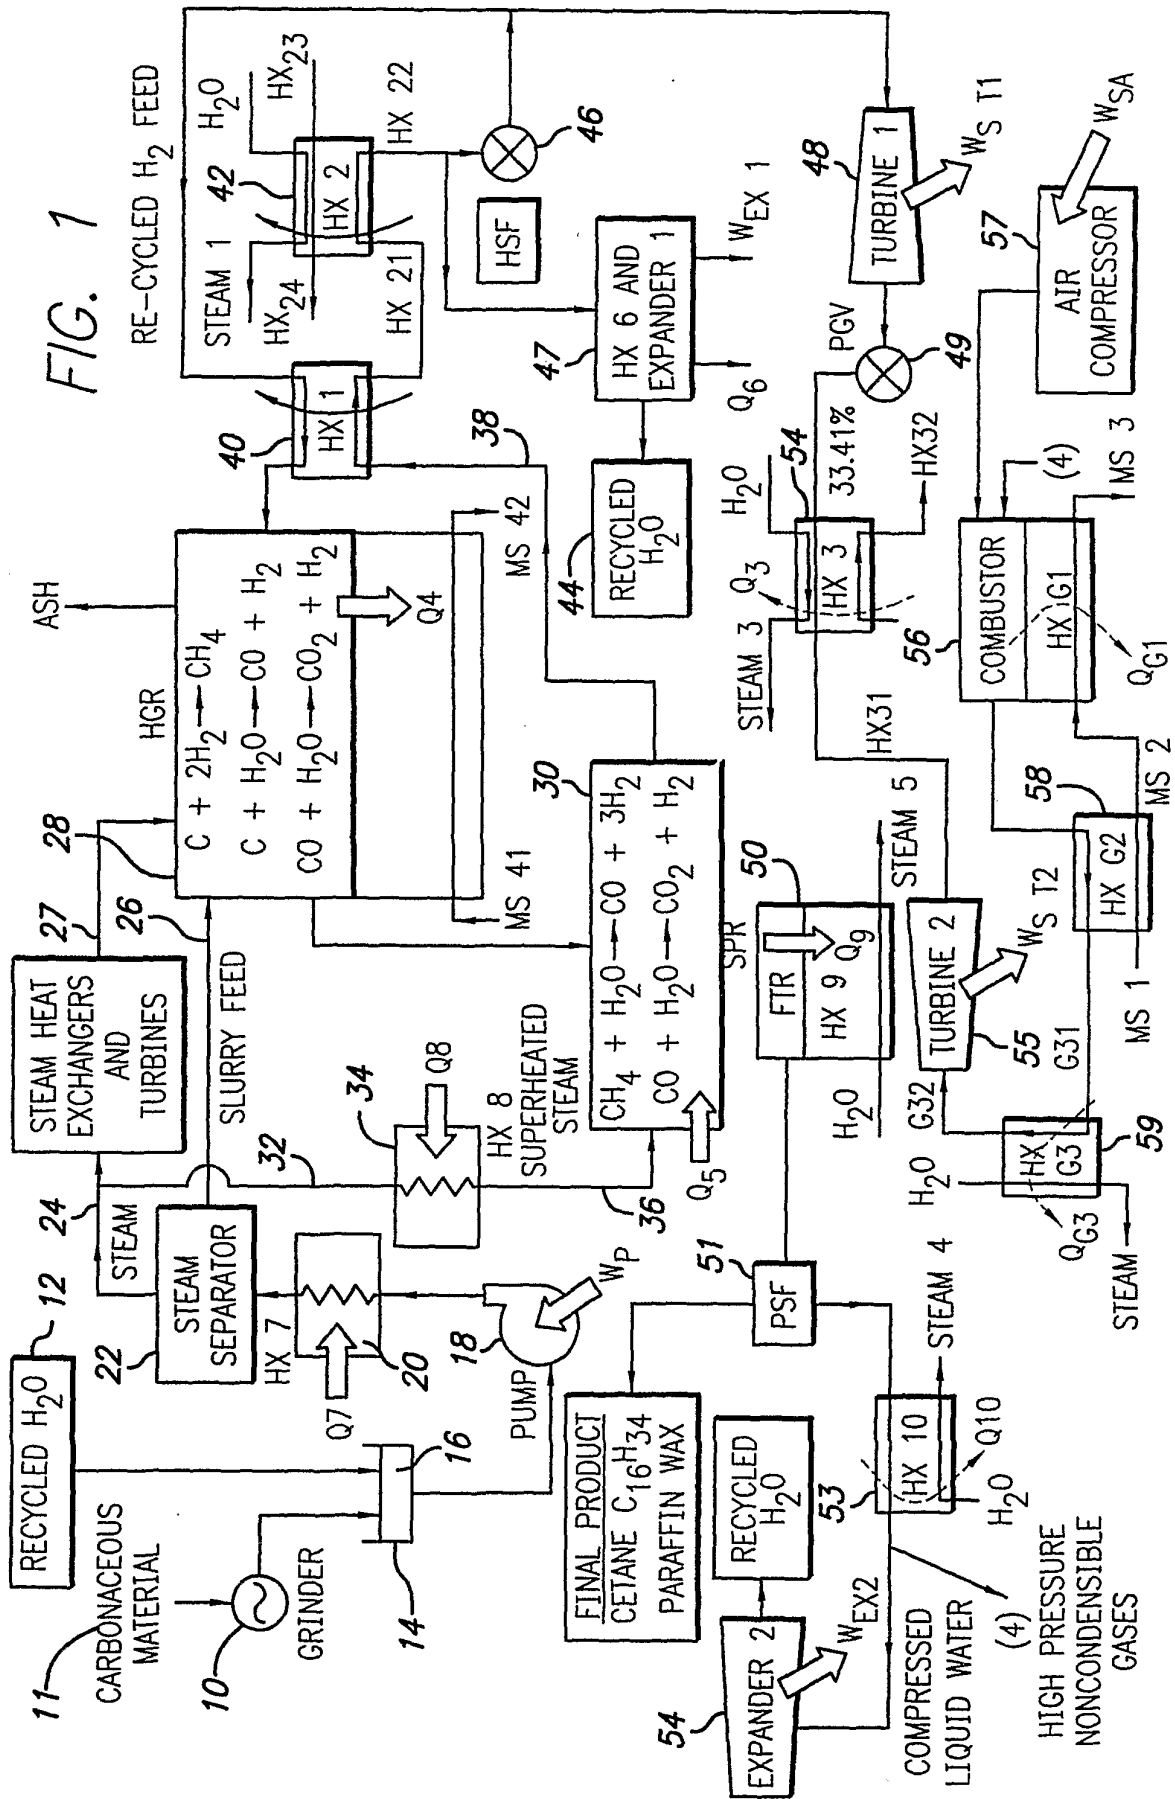 FIG. 1
11
CARBONACEOUS
MATERIAL
10
GRINDER
RECYCLED H2O
12
14
16
PUMP
18
WP
Q7
HX 7
20
22
STEAM
SEPARATOR
STEAM
24
STEAM HEAT
EXCHANGERS
AND
TURBINES
27
26
SLURRY FEED
32
34
Q8
HX 8
SUPERHEATED
STEAM
36
28
HGR
ASH
C + 2H2→CH4
C + H2O→CO + H2
CO + H2O→CO2 + H2
Q4
MS 41
MS 42
30
CH4 + H2O→CO + 3H2
CO + H2O→CO2 + H2
Q5
SPR
38
40
HX 1
RE-CYCLED H2 FEED
STEAM 1
42
H2O
HX23
HX 2
HX24
HX 21
HX 22
46
HSF
47
HX 6 AND
EXPANDER 1
WEX 1
Q6
44
RECYCLED
H2O
48
TURBINE 1
WS T1
PGV
49
33.41%
54
H2O
HX 3
Q3
STEAM 3
HX32
HX31
57
AIR
COMPRESSOR
WSA
(4)
56
COMBUSTOR
HX G1
QG1
MS 3
MS 2
58
HX G2
MS 1
G31
TURBINE 2
55
WS T2
G32
H2O
HX
G3
59
QG3
STEAM
50
FTR
HX 9
Q9
H2O
STEAM 5
51
PSF
FINAL PRODUCT
CETANE C16H34
PARAFFIN WAX
RECYCLED
H2O
53
HX 10
STEAM 4
Q10
H2O
54
EXPANDER 2
WEX2
COMPRESSED
LIQUID WATER
(4)
HIGH PRESSURE
NONCONDENSIBLE
GASES